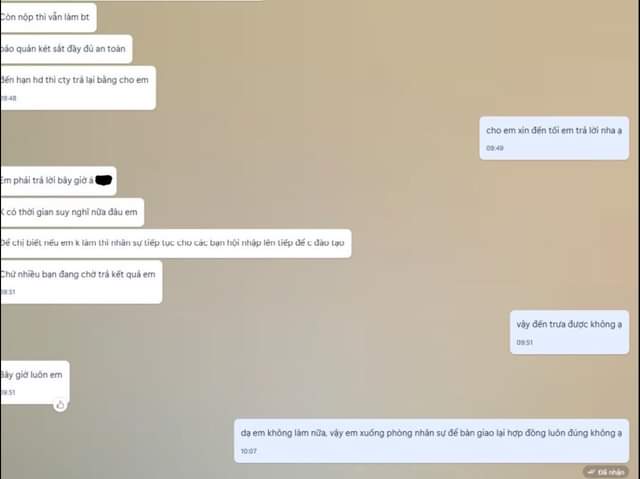 Còn nộp thì vẫn làm bt
bảo quản két sắt đầy đủ an toàn
đến hạn hd thì cty trả lại bằng cho em
09:48
cho em xin đến tối em trả lời nha ạ
09:49
Em phải trả lời bây giờ á
K có thời gian suy nghĩ nữa đâu em
Để chị biết nếu em k làm thì nhân sự tiếp tục cho các bạn hội nhập lên tiếp để c đào tạo
Chứ nhiều bạn đang chờ trả kết quả em
09:51
vậy đến trưa được không ạ
09:51
Bây giờ luôn em
09:51
dạ em không làm nữa, vậy em xuống phòng nhân sự để bàn giao lại hợp đồng luôn đúng không ạ
10:07
Đã nhận